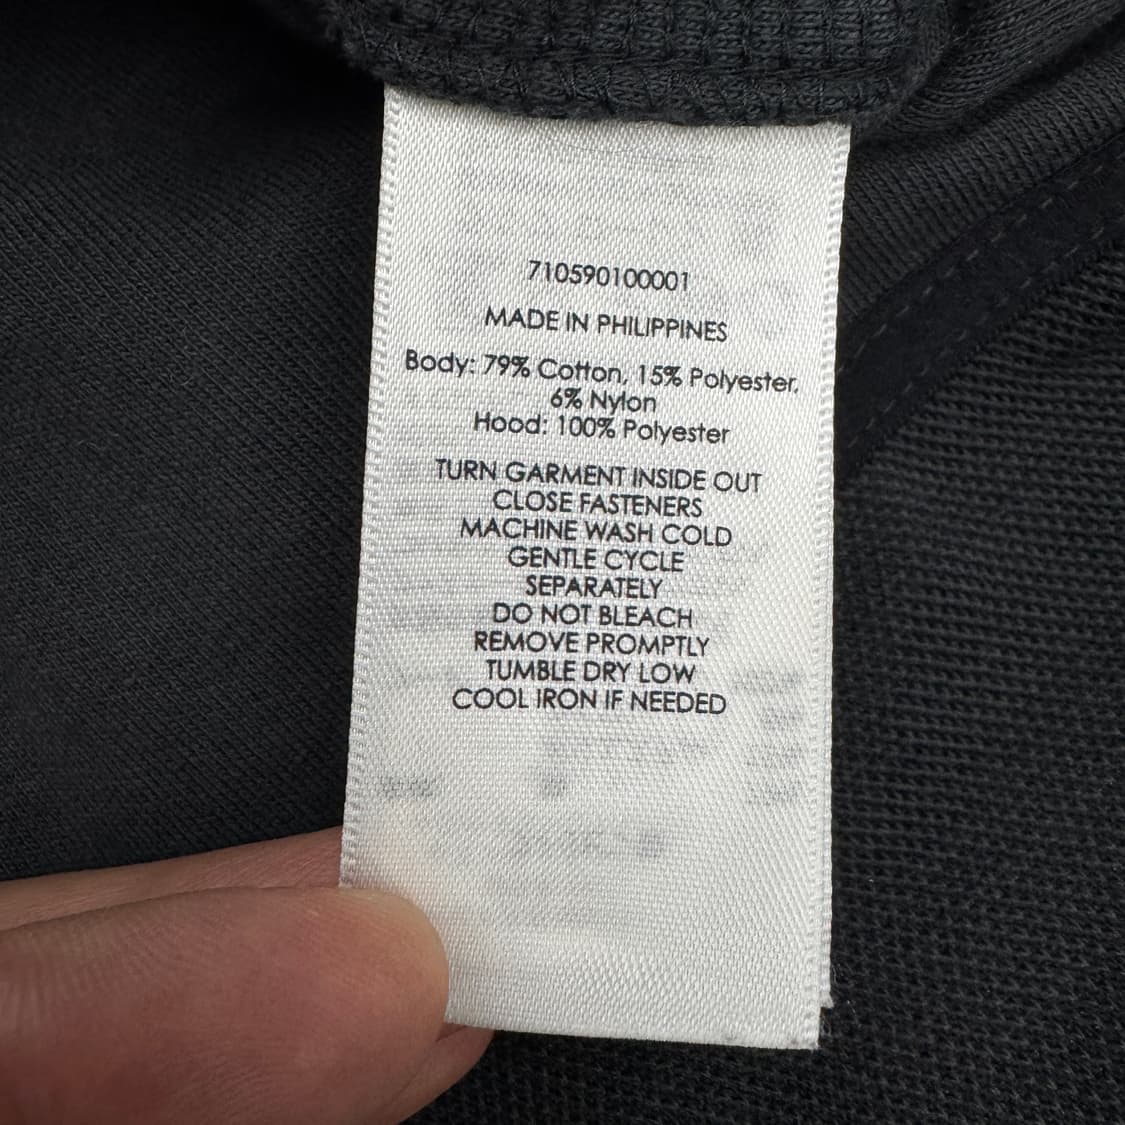 710590100001
MADE IN PHILIPPINES
Body: 79% Cotton, 15% Polyester,
6% Nylon
Hood: 100% Polyester
TURN GARMENT INSIDE OUT
CLOSE FASTENERS
MACHINE WASH COLD
GENTLE CYCLE
SEPARATELY
DO NOT BLEACH
REMOVE PROMPTLY
TUMBLE DRY LOW
COOL IRON IF NEEDED